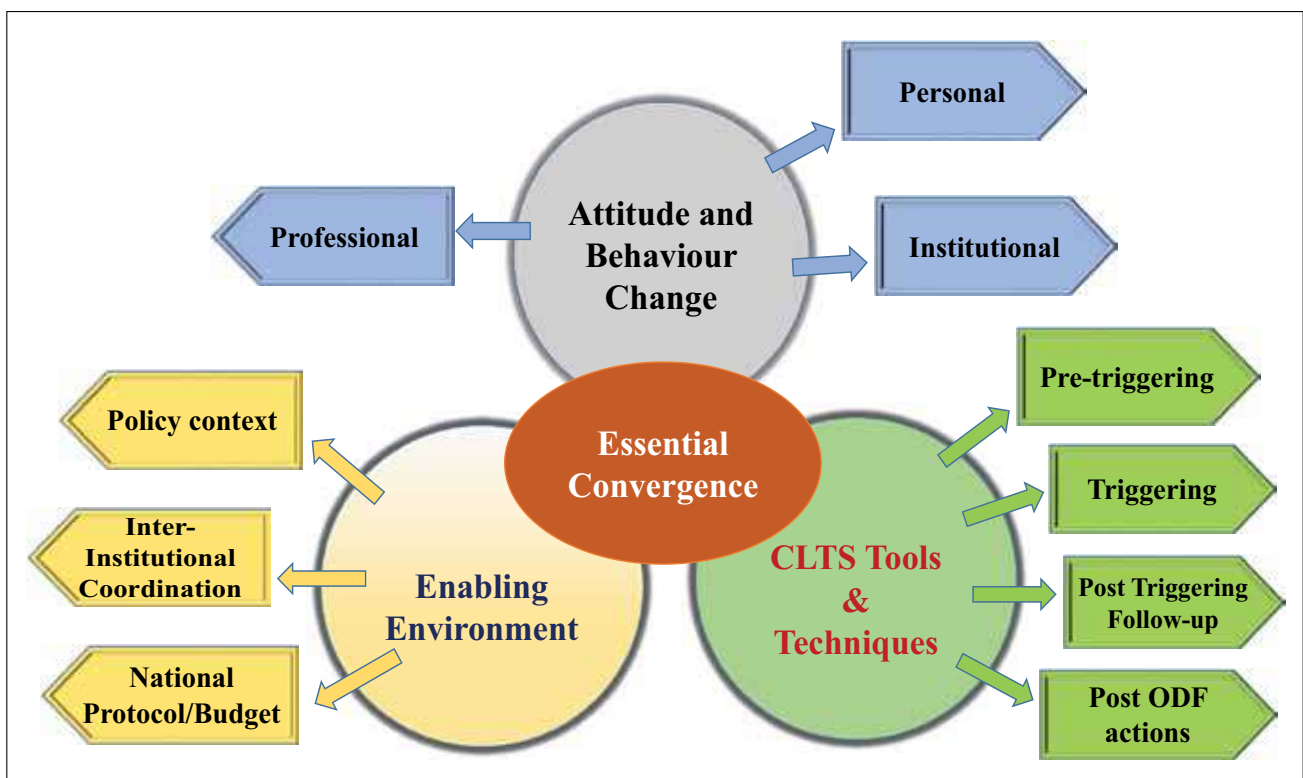 Personal
Professional
Attitude and
Behaviour
Change
Institutional
Pre-triggering
Policy context
Essential
Convergence
Triggering
Inter-
Institutional
Coordination
Enabling
Environment
CLTS Tools
&
Techniques
Post Triggering
Follow-up
National
Protocol/Budget
Post ODF
actions